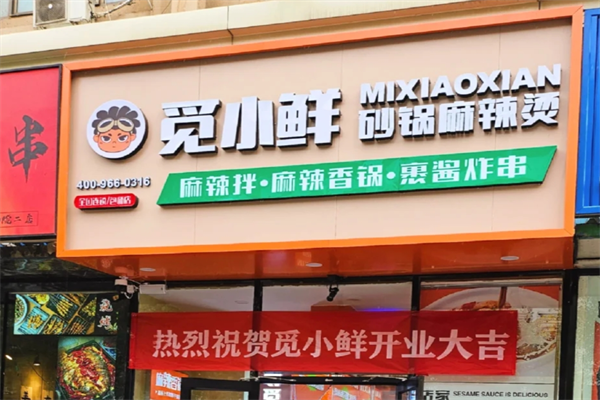 觅小鲜
MIXIAOXIAN
砂锅麻辣烫
400-966-0316
麻辣拌·麻辣香锅·裹酱炸串
热烈祝贺觅小鲜开业大吉
串
SESAME SAUCE IS DELICIOUS